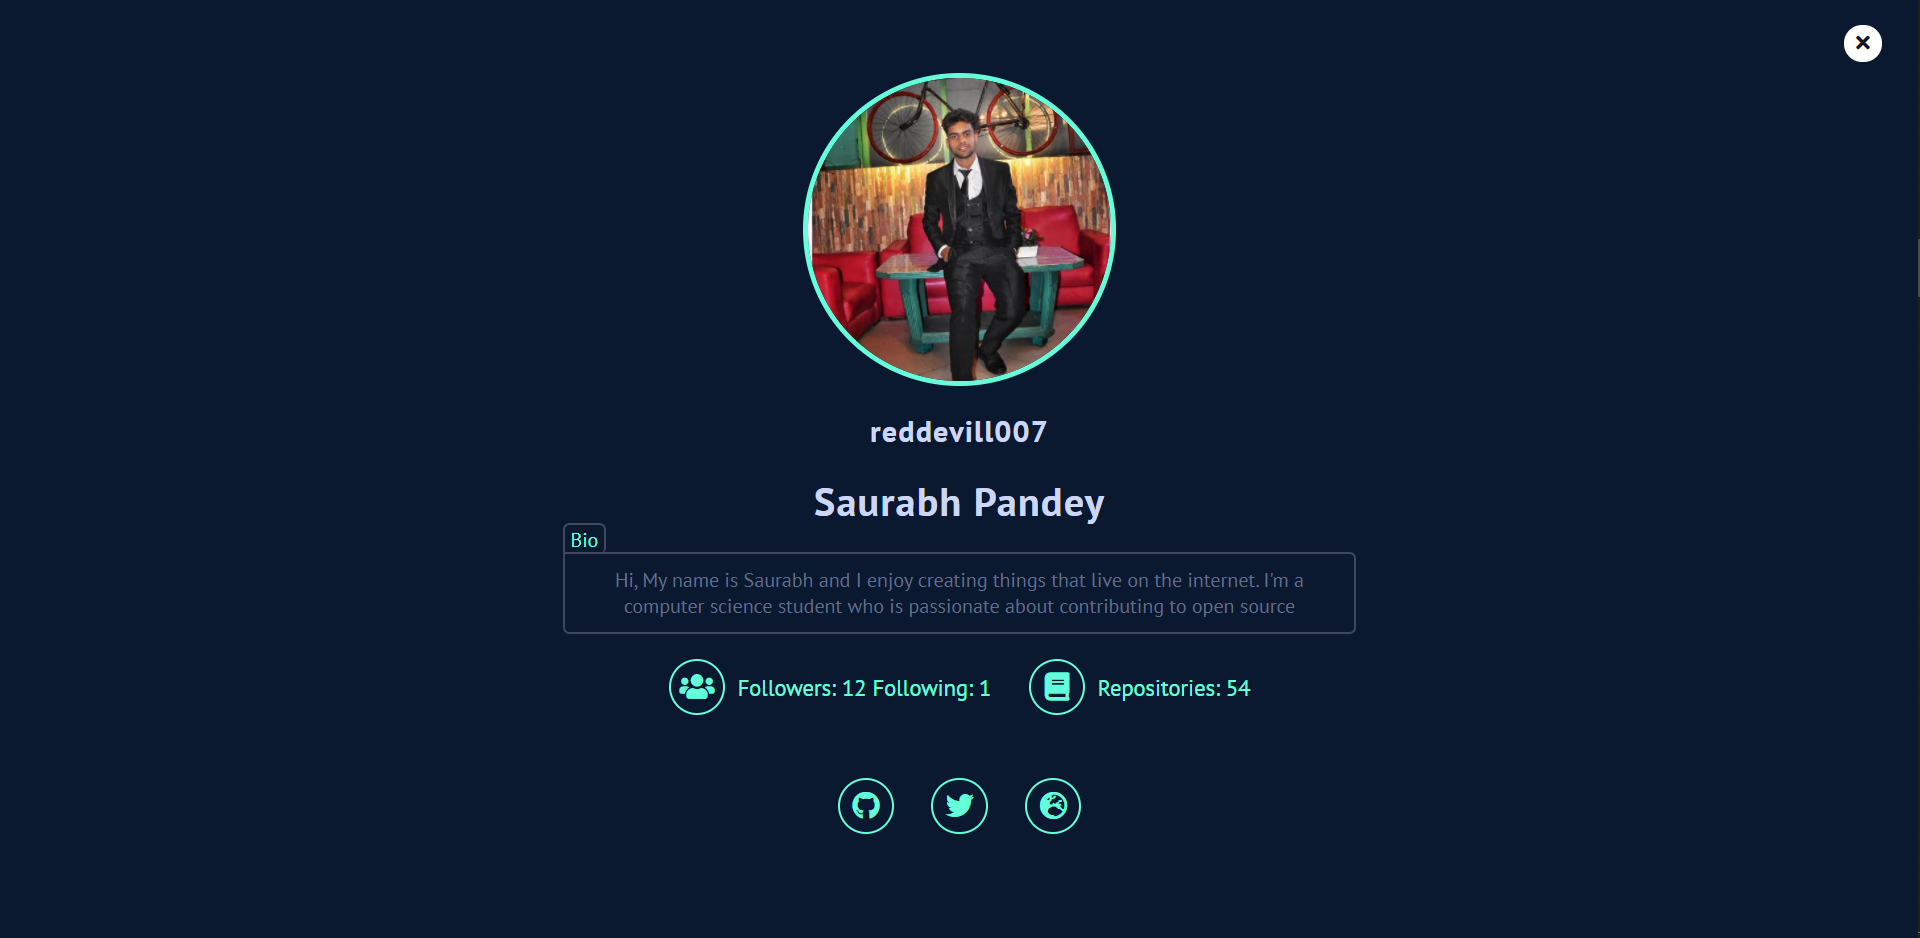 reddevill007
Saurabh Pandey
Bio
Hi, My name is Saurabh and I enjoy creating things that live on the internet. I'm a
computer science student who is passionate about contributing to open source
Followers: 12 Following: 1
Repositories: 54